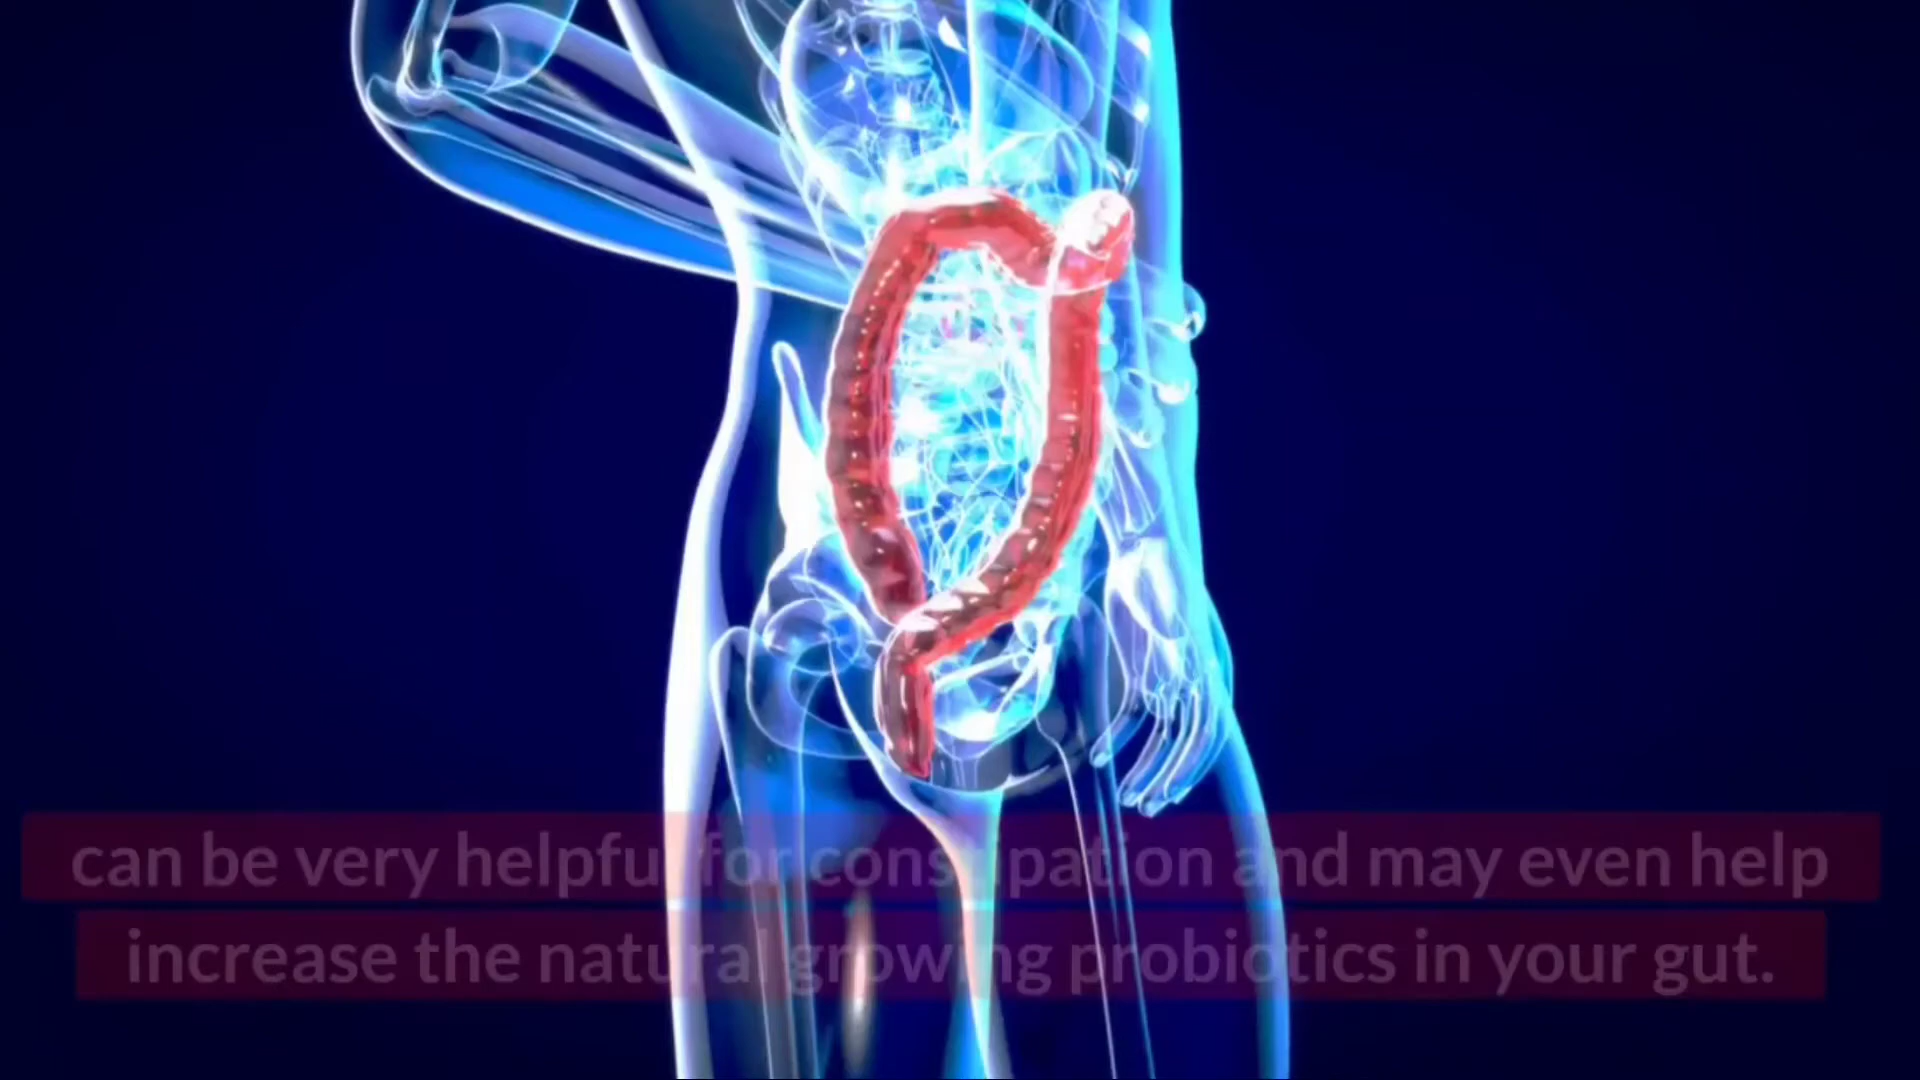 can be very helpful for constipation and may even help
increase the natural growing probiotics in your gut.